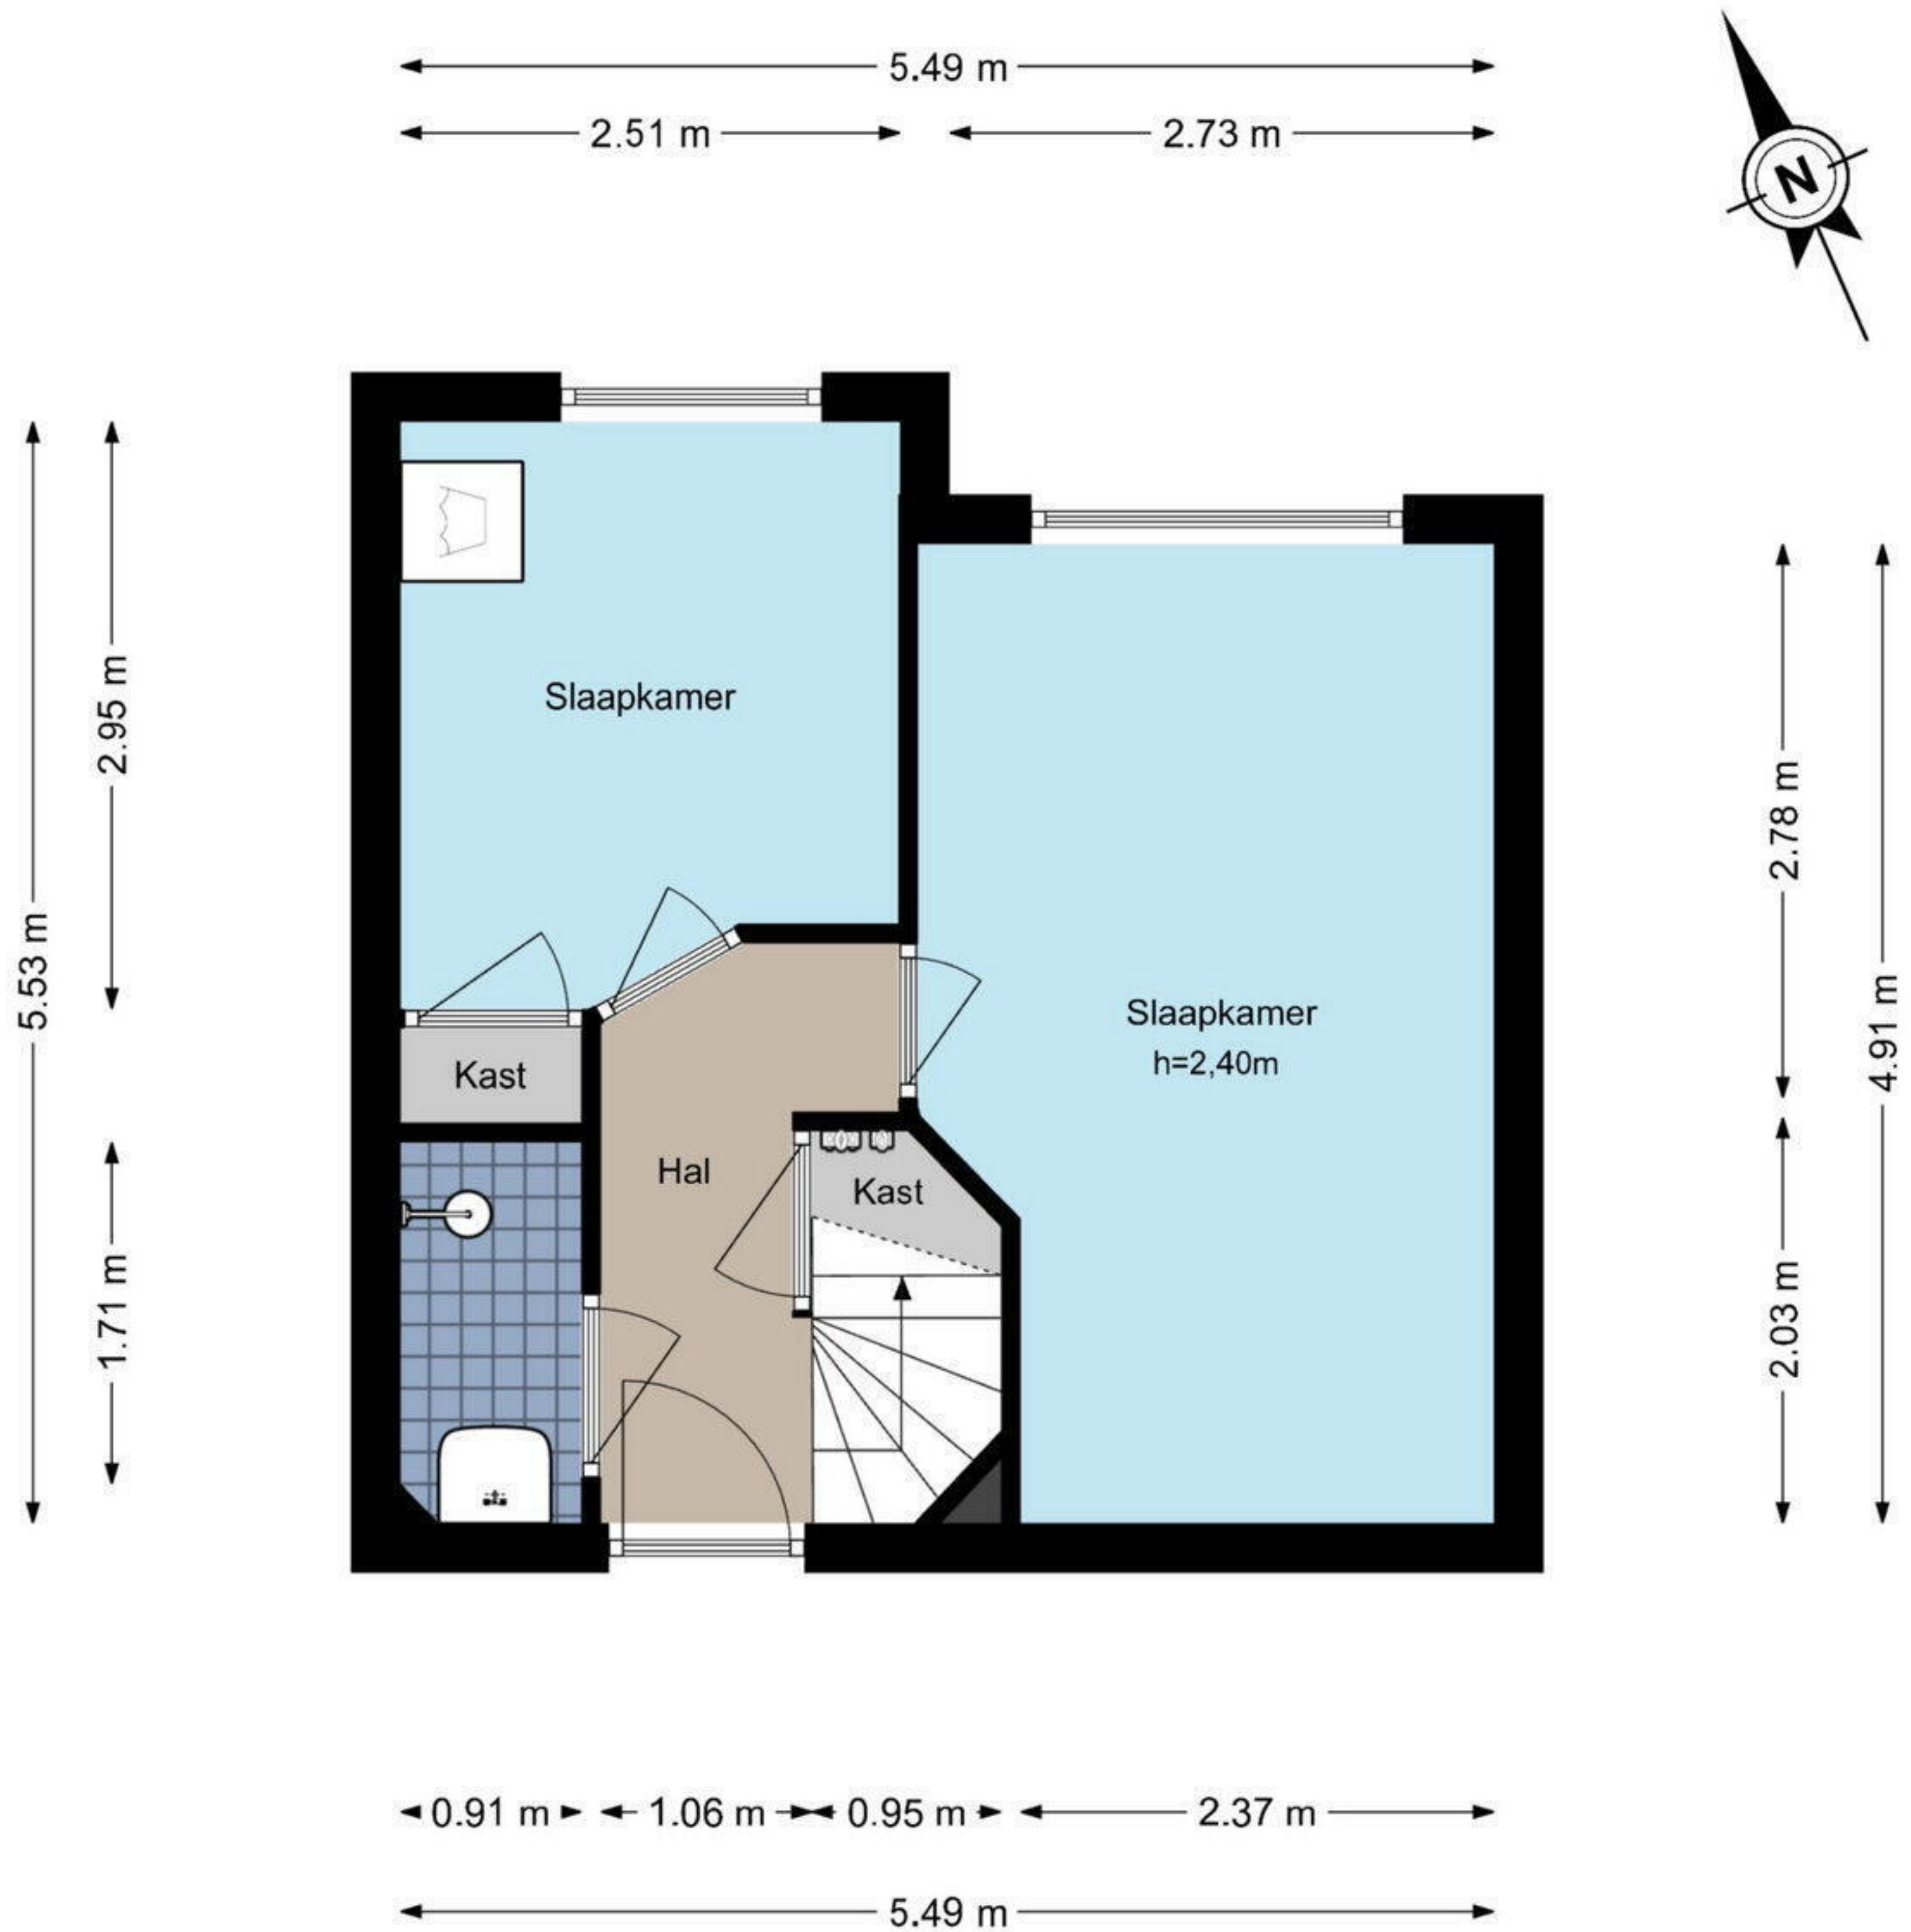 5.49 m
2.51 m
2.73 m
N
2.95 m
5.53 m
1.71 m
2.78 m
4.91 m
2.03 m
Slaapkamer
Slaapkamer
h=2,40m
Kast
Hal
Kast
0.91 m
1.06 m
0.95 m
2.37 m
5.49 m